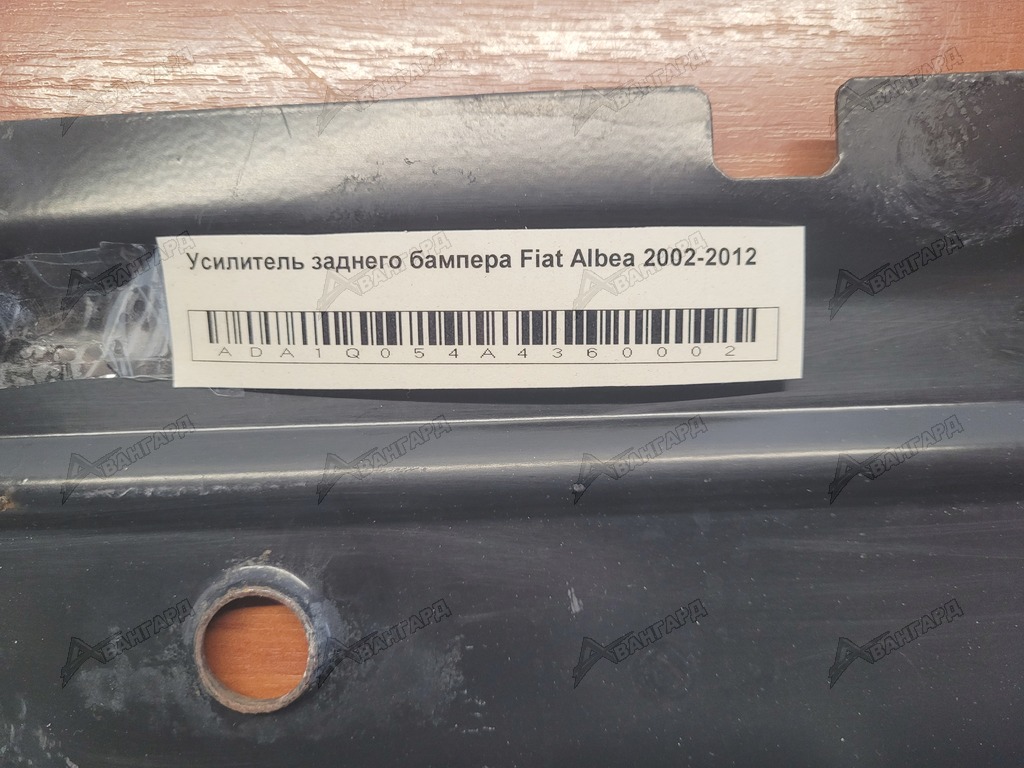 Усилитель заднего бампера Fiat Albea 2002-2012
ADA1Q054A4360002
АВАНГАРД